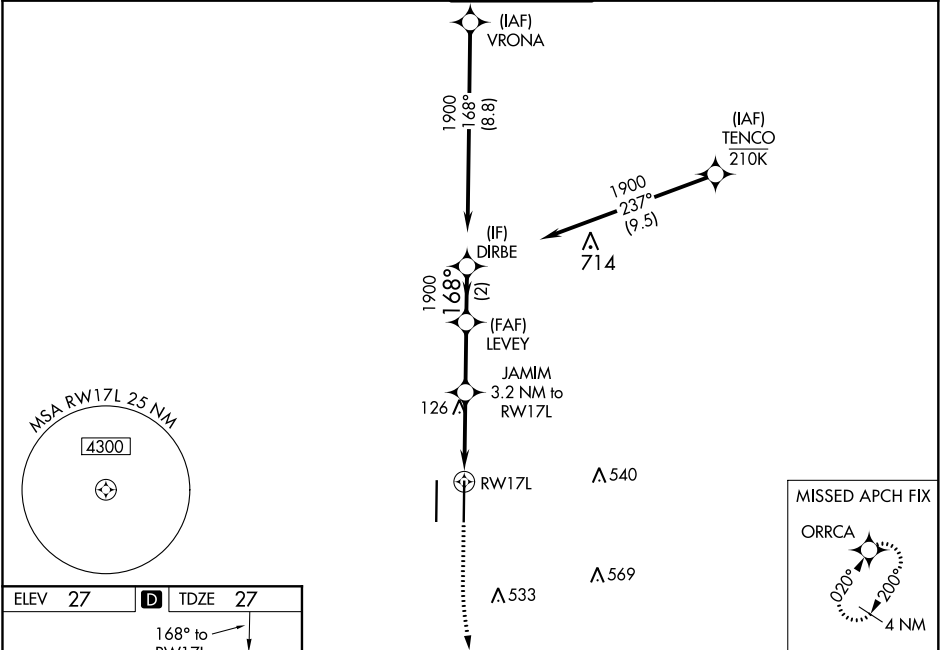 (IAF)
VRONA
1900
168°
(8.8)
(IAF)
TENCO
210K
1900
237°
(9.5)
714
(IF)
DIRBE
1900
168°
(2)
(FAF)
LEVEY
JAMIM
3.2 NM to
RW17L
126
MSA RW17L 25 NM
4300
RW17L
540
569
533
MISSED APCH FIX
ORRCA
020°
200°
4 NM
ELEV 27 D TDZE 27
168° to
RW17L